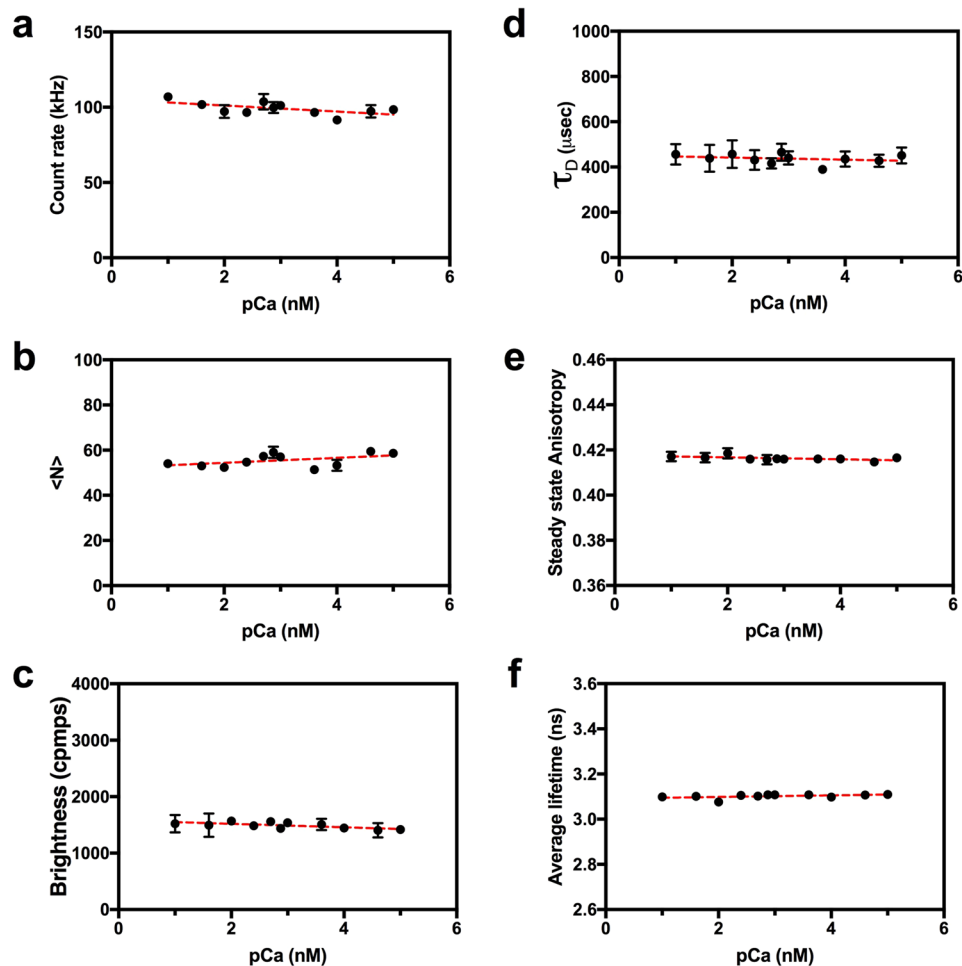 a
150
100
50
0
Count rate (kHz)
0 2 4 6
pCa (nM)
b
100
80
60
40
20
0
<N>
0 2 4 6
pCa (nM)
c
4000
3000
2000
1000
0
Brightness (cpmps)
0 2 4 6
pCa (nM)
d
1000
800
600
400
200
0
τD (μsec)
0 2 4 6
pCa (nM)
e
0.46
0.44
0.42
0.40
0.38
0.36
Steady state Anisotropy
0 2 4 6
pCa (nM)
f
3.6
3.4
3.2
3.0
2.8
2.6
Average lifetime (ns)
0 2 4 6
pCa (nM)